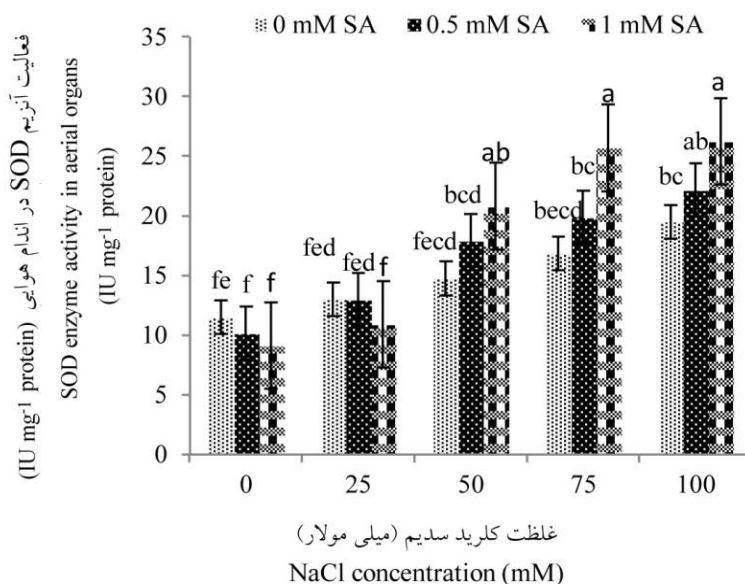 فعالیت آنزیم SOD در اندام هوایی (IU mg-1 protein)
SOD enzyme activity in aerial organs
(IU mg-1 protein)
0 mM SA 0.5 mM SA 1 mM SA
35
30
25
20
15
10
5
0
fe f f
fed fed f
fecd bcd ab
becd bc a
bc ab a
0 25 50 75 100
غلظت کلرید سدیم (میلی مولار)
NaCl concentration (mM)